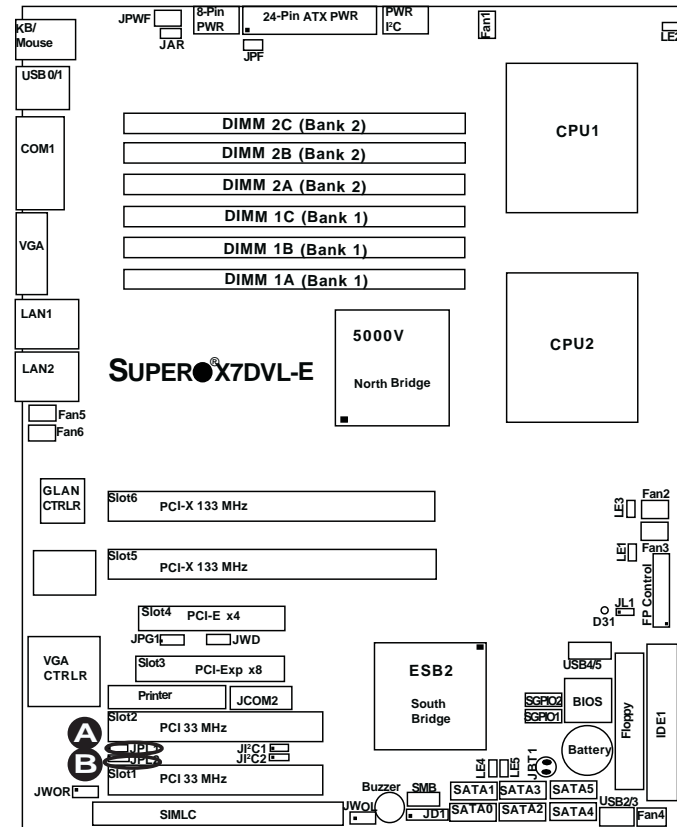 KB/
Mouse
JPWF
JAR
8-Pin
PWR
24-Pin ATX PWR
JPF
PWR
I²C
Fan1
LE2
USB 0/1
COM1
VGA
LAN1
LAN2
Fan5
Fan6
DIMM 2C (Bank 2)
DIMM 2B (Bank 2)
DIMM 2A (Bank 2)
DIMM 1C (Bank 1)
DIMM 1B (Bank 1)
DIMM 1A (Bank 1)
CPU1
CPU2
5000V
North Bridge
SUPER®X7DVL-E
GLAN
CTRLR
Slot6
PCI-X 133 MHz
Slot5
PCI-X 133 MHz
LE3
Fan2
Fan3
LE1
FP Control
JL1
D31
Slot4
PCI-E x4
JPG1
JWD
VGA
CTRLR
Slot3
PCI-Exp x8
Printer
JCOM2
ESB2
South
Bridge
USB4/5
SGPIO2
SGPIO1
BIOS
Floppy
IDE1
Slot2
PCI 33 MHz
A
JPL1
B
JPL2
JI²C1
JI²C2
Slot1
PCI 33 MHz
JWOR
SIMLC
JWOL
Buzzer
SMB
JD1
LE4
LE5
JBT1
Battery
SATA1
SATA3
SATA5
SATA0
SATA2
SATA4
USB2/3
Fan4